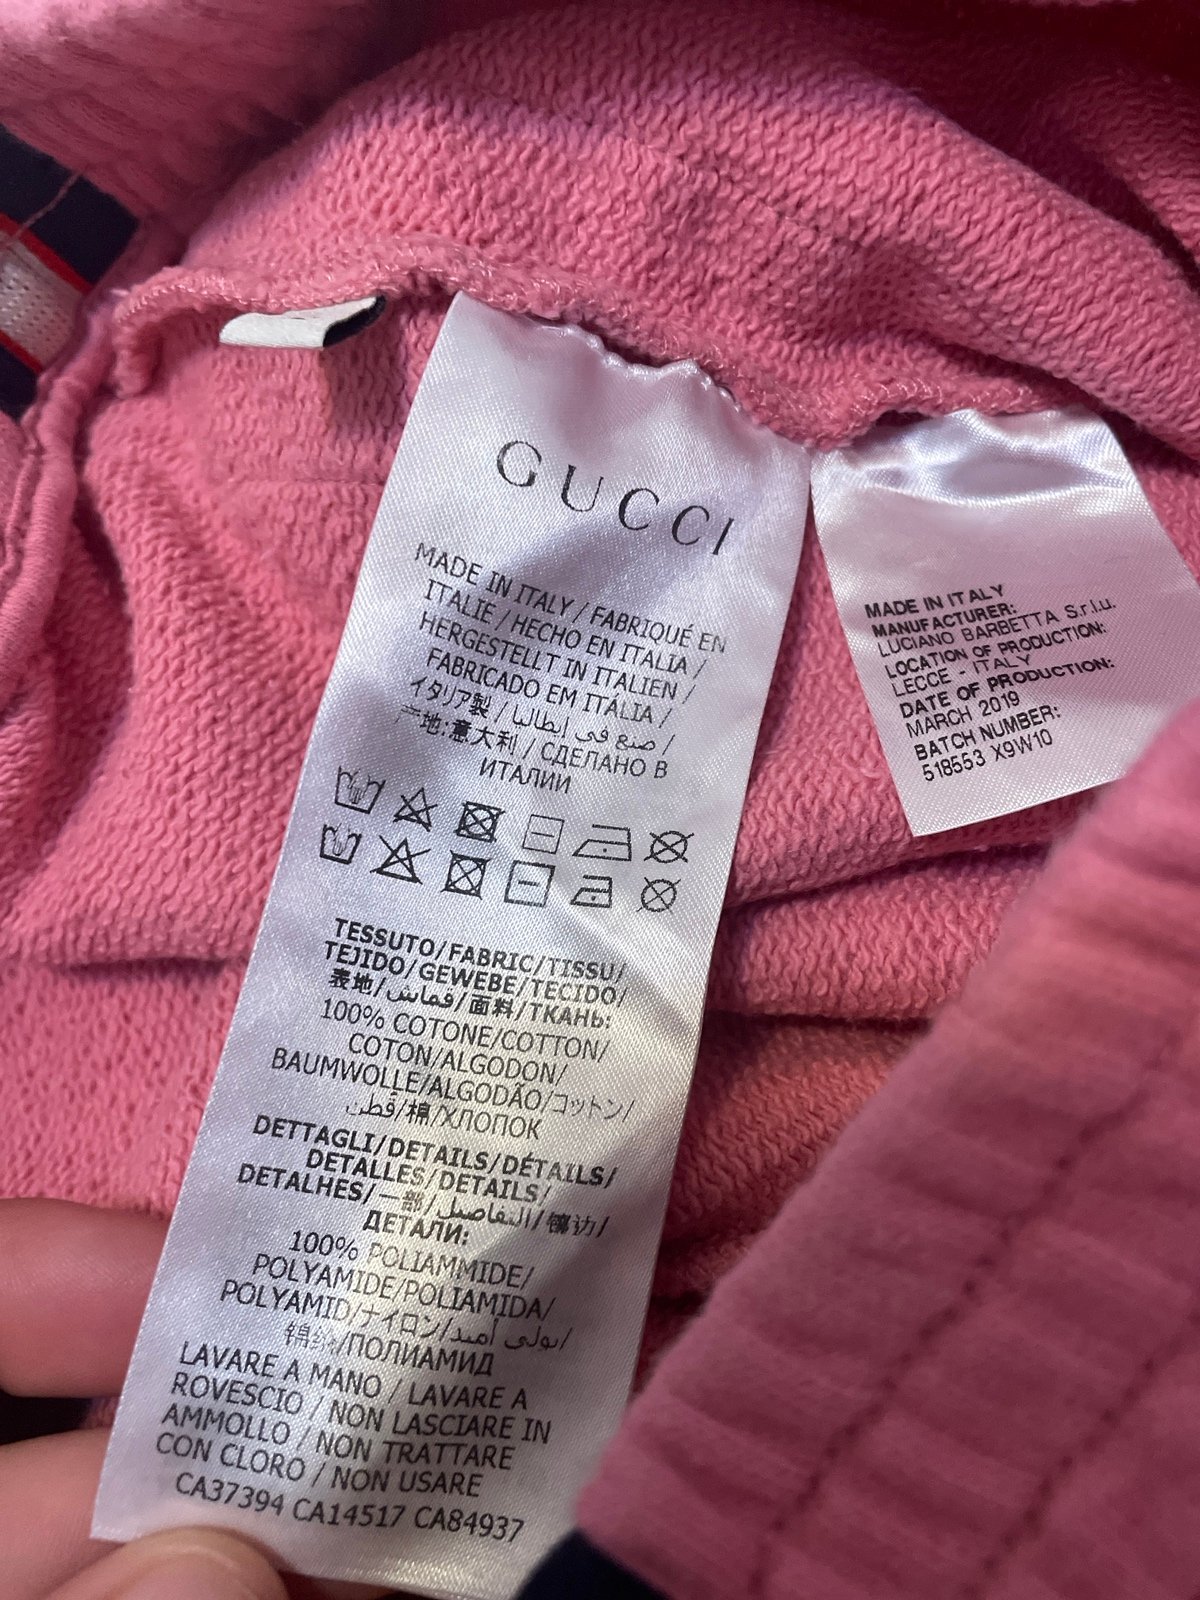 GUCCI
MADE IN ITALY / FABRIQUÉ EN
ITALIE / HECHO EN ITALIA /
HERGESTELLT IN ITALIEN /
FABRICADO EM ITALIA /
イタリア製 / صنع في إيطاليا /
产地:意大利 / СДЕЛАНО В
ИТАЛИИ
TESSUTO/FABRIC/TISSU/
TEJIDO/GEWEBE/TECIDO/
表地/قماش/面料/ТКАНЬ:
100% COTONE/COTTON/
COTON/ALGODON/
BAUMWOLLE/ALGODÃO/コットン/
قطن/棉/ХЛОПОК
DETTAGLI/DETAILS/DÉTAILS/
DETALLES/DETAILS/
DETALHES/一部/التفاصيل/镶边/
ДЕТАЛИ:
100% POLIAMMIDE/
POLYAMIDE/POLIAMIDA/
POLYAMID/ナイロン/بولي أميد/
锦纶/ПОЛИАМИД
LAVARE A MANO / LAVARE A
ROVESCIO / NON LASCIARE IN
AMMOLLO / NON TRATTARE
CON CLORO / NON USARE
CA37394 CA14517 CA84937
MADE IN ITALY
MANUFACTURER:
LUCIANO BARBETTA S.r.l.u.
LOCATION OF PRODUCTION:
LECCE - ITALY
DATE OF PRODUCTION:
MARCH 2019
BATCH NUMBER:
518553 X9W10